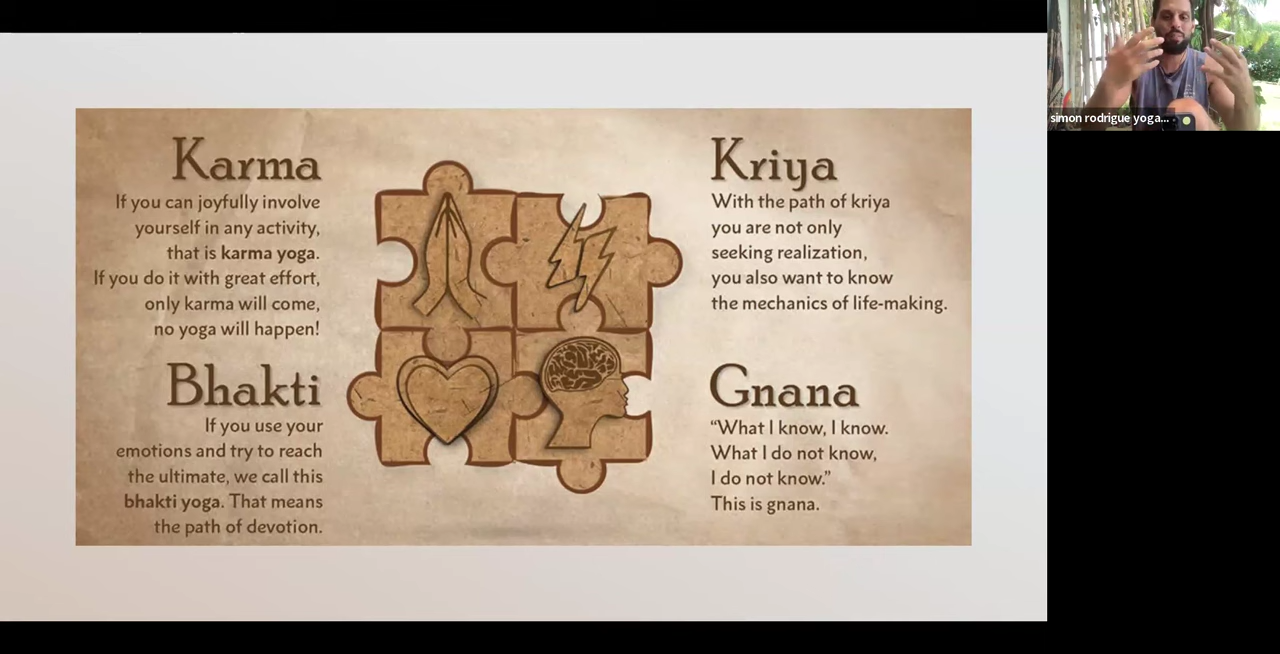 Karma
If you can joyfully involve
yourself in any activity,
that is karma yoga.
If you do it with great effort,
only karma will come,
no yoga will happen!
Bhakti
If you use your
emotions and try to reach
the ultimate, we call this
bhakti yoga. That means
the path of devotion.
Kriya
With the path of kriya
you are not only
seeking realization,
you also want to know
the mechanics of life-making.
Gnana
“What I know, I know.
What I do not know,
I do not know.”
This is gnana.
simon rodrigue yoga...